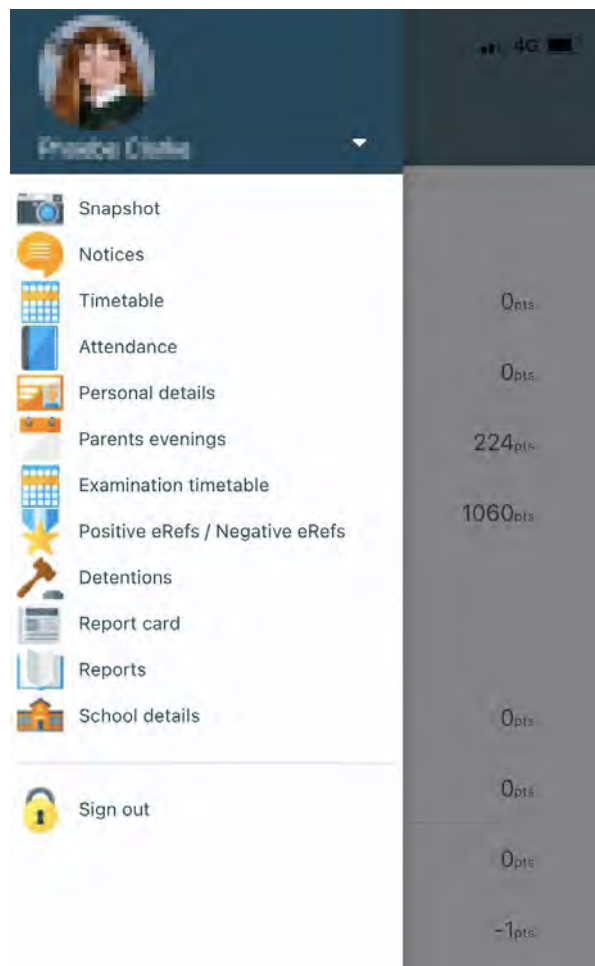 4G
Snapshot
Notices
Timetable
Attendance
Personal details
Parents evenings
Examination timetable
Positive eRefs / Negative eRefs
Detentions
Report card
Reports
School details
Sign out
0pts
0pts
224pts
1060pts
0pts
0pts
0pts
-1pts